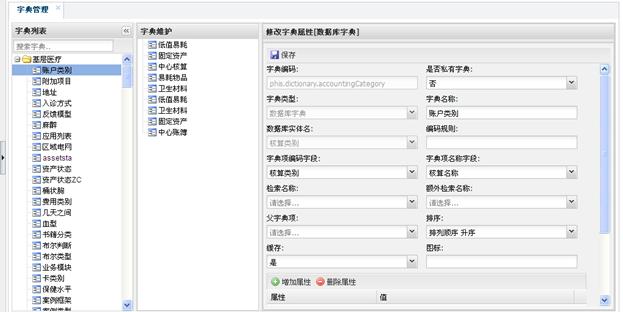 字典管理
字典列表
搜索字典..
基层医疗
账户类别
附加项目
地址
入诊方式
反馈模型
麻醉
应用列表
区域电网
assetsta
资产状态
资产状态ZC
桶状胸
费用类别
几天之间
血型
书籍分类
布尔判断
布尔类型
业务模块
卡类别
保健水平
案例框架
案例类型
字典维护
低值易耗
固定资产
中心核算
易耗物品
卫生材料
低值易耗
卫生材料
固定资产
中心账簿
修改字典属性[数据库字典]
保存
字典编码:
phis.dictionary.accountingCategory
是否私有字典:
否
字典类型:
数据库字典
字典名称:
账户类别
数据库实体名:
核算类别
编码规则:
字典项编码字段:
核算类别
字典项名称字段:
核算名称
检索名称:
请选择...
额外检索名称:
请选择...
父字典项:
请选择...
排序:
排列顺序 升序
缓存:
是
图标:
增加属性 删除属性
属性 值